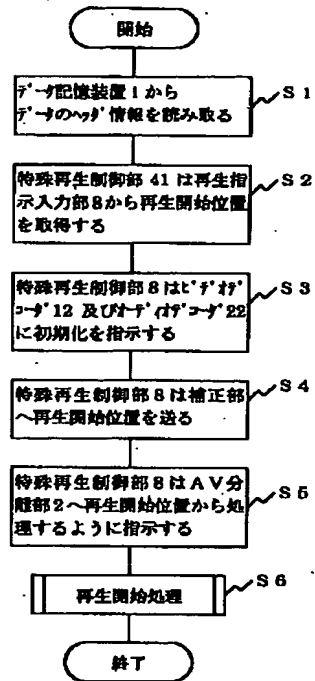 開始
データ記憶装置1から
データのヘッダ情報を読み取る
S1
特殊再生制御部41は再生指
示入力部8から再生開始位置
を取得する
S2
特殊再生制御部8はビデオデ
コーダ12 及びオーディオデコーダ22
に初期化を指示する
S3
特殊再生制御部8は補正部
へ再生開始位置を送る
S4
特殊再生制御部8はAV分
離部2へ再生開始位置から処
理するように指示する
S5
再生開始処理
S6
終了